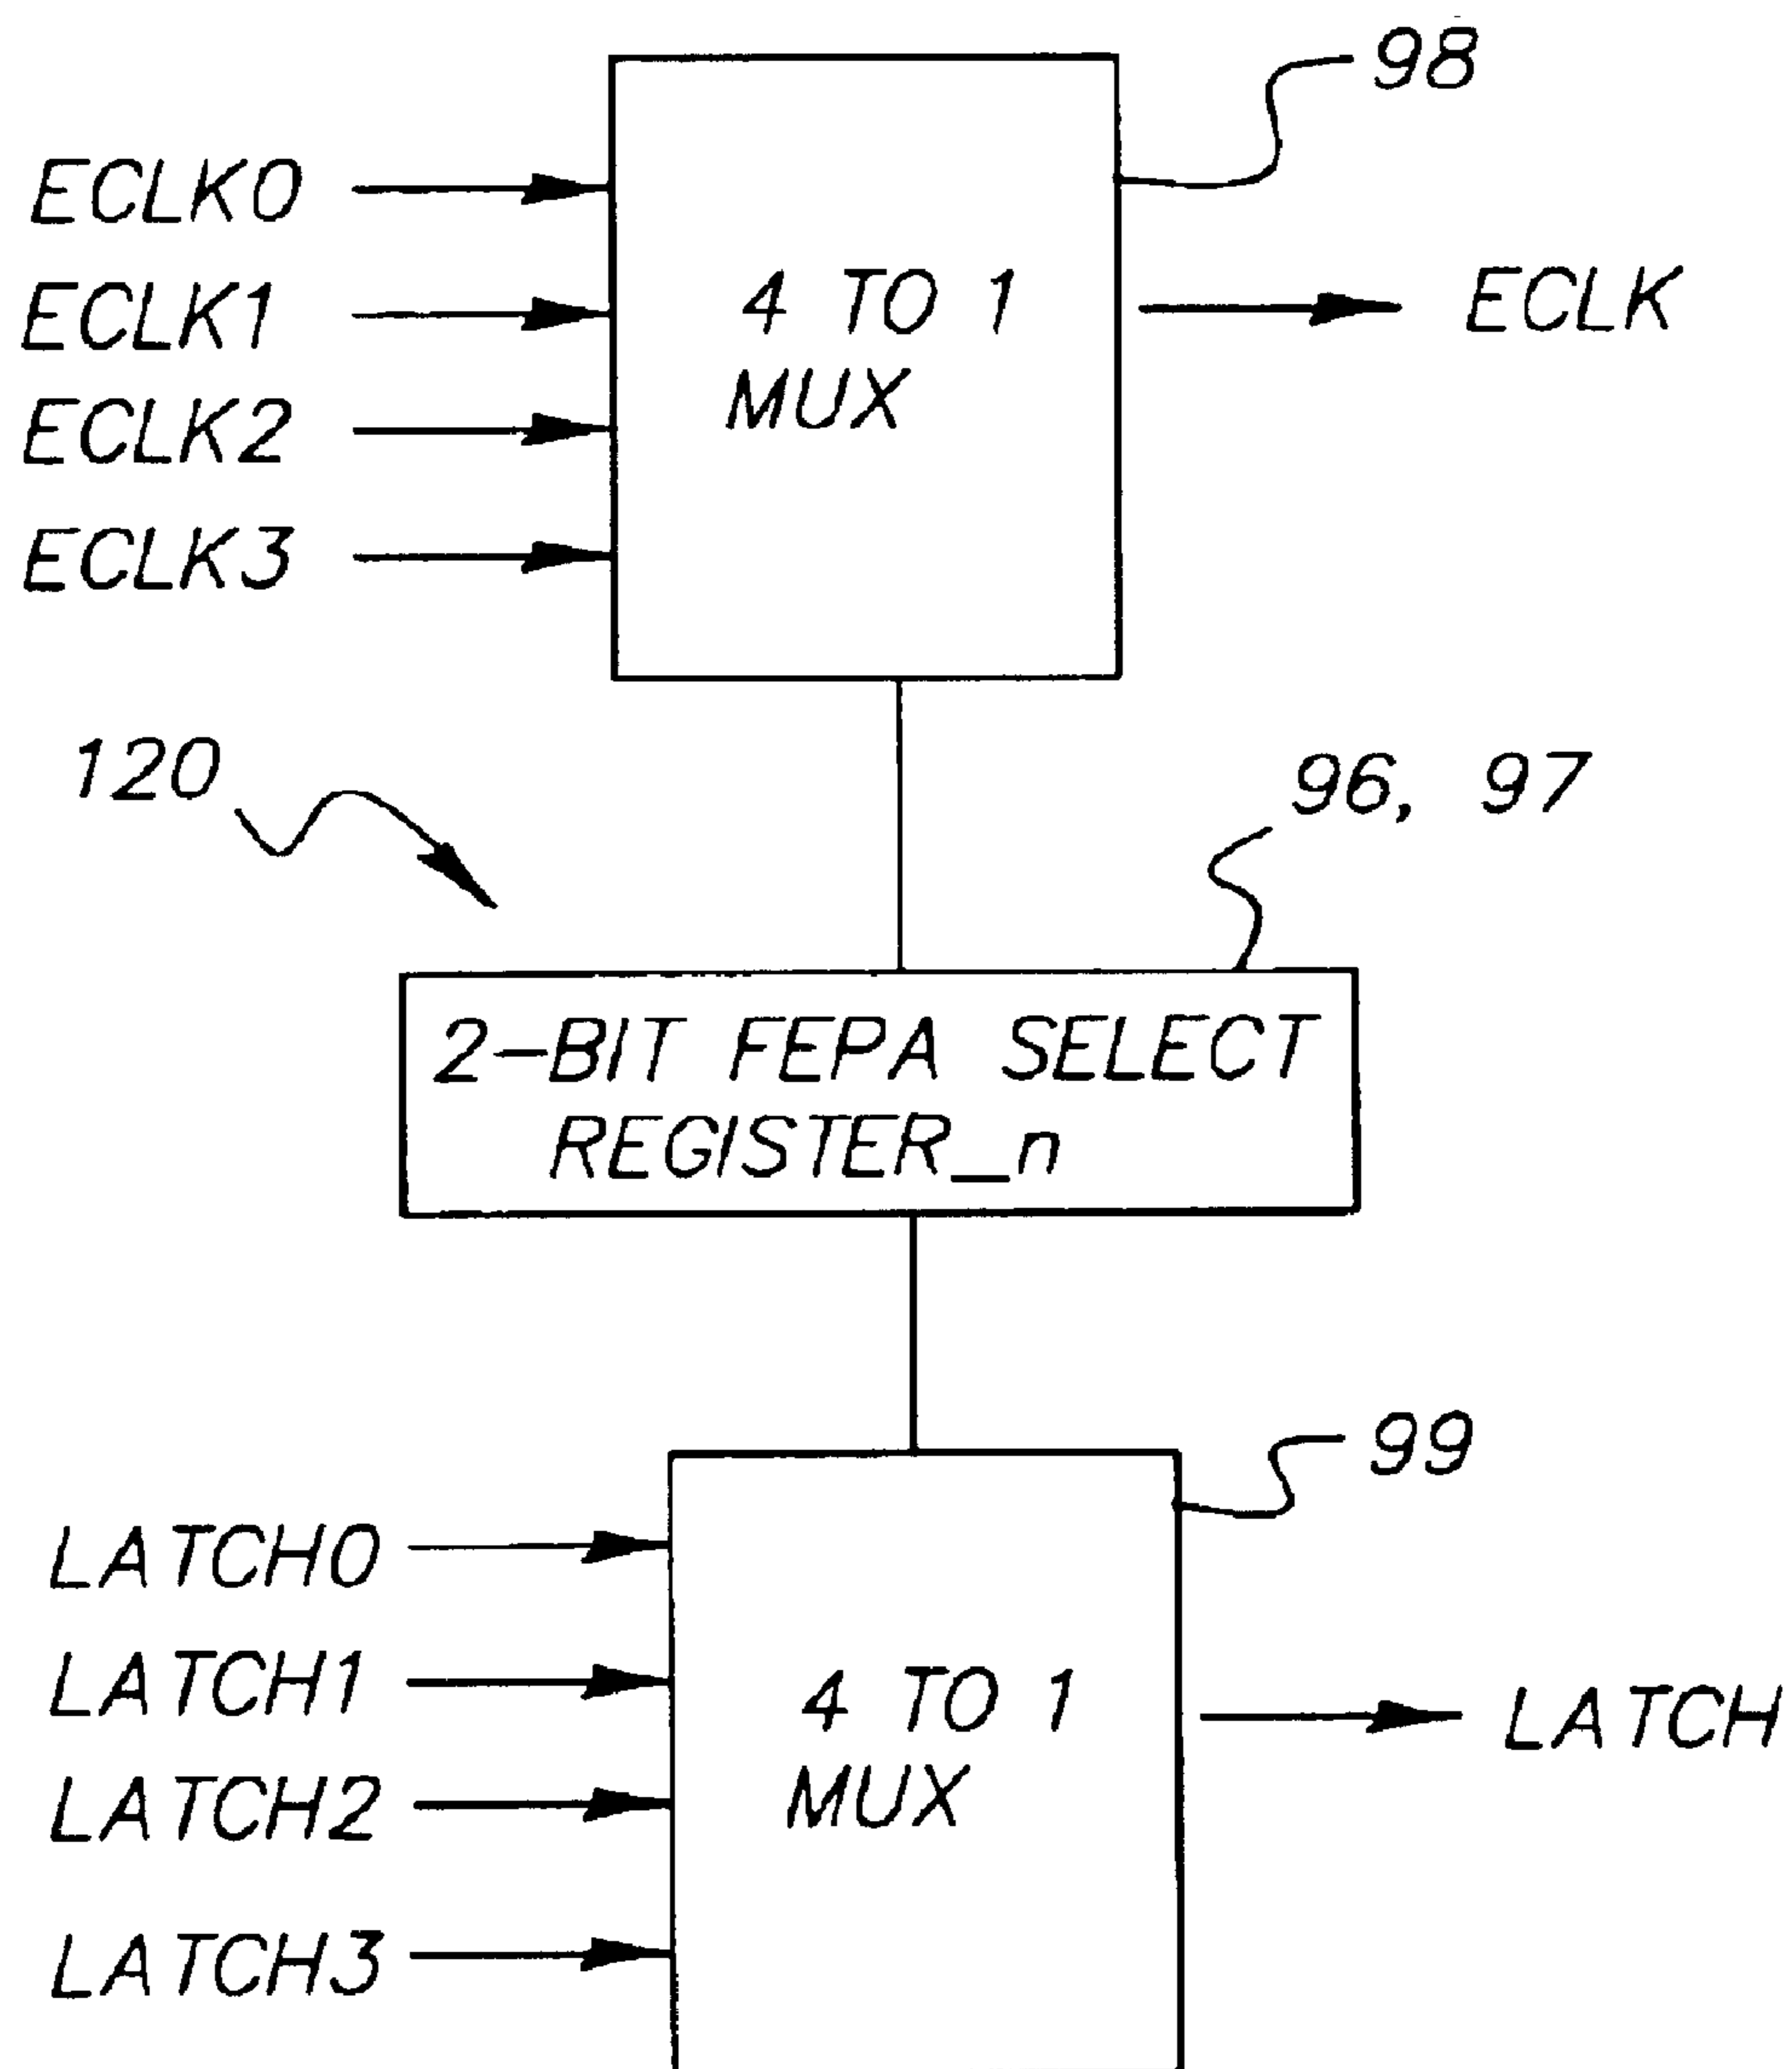 98
ECLK0
ECLK1
ECLK2
ECLK3
4 TO 1
MUX
ECLK
120
96, 97
2-BIT FEPA SELECT
REGISTER_n
99
LATCH0
LATCH1
LATCH2
LATCH3
4 TO 1
MUX
LATCH